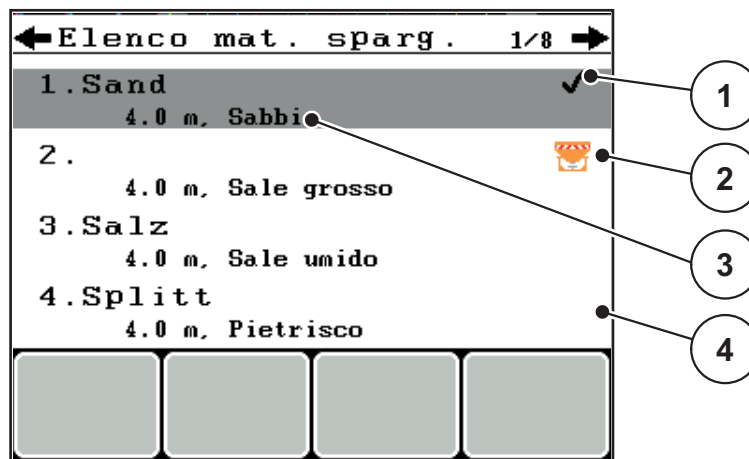 Elenco mat. sparg. 1/8
1.Sand
4.0 m, Sabbi
2.
4.0 m, Sale grosso
3.Salz
4.0 m, Sale umido
4.Splitt
4.0 m, Pietrisco
1
2
3
4